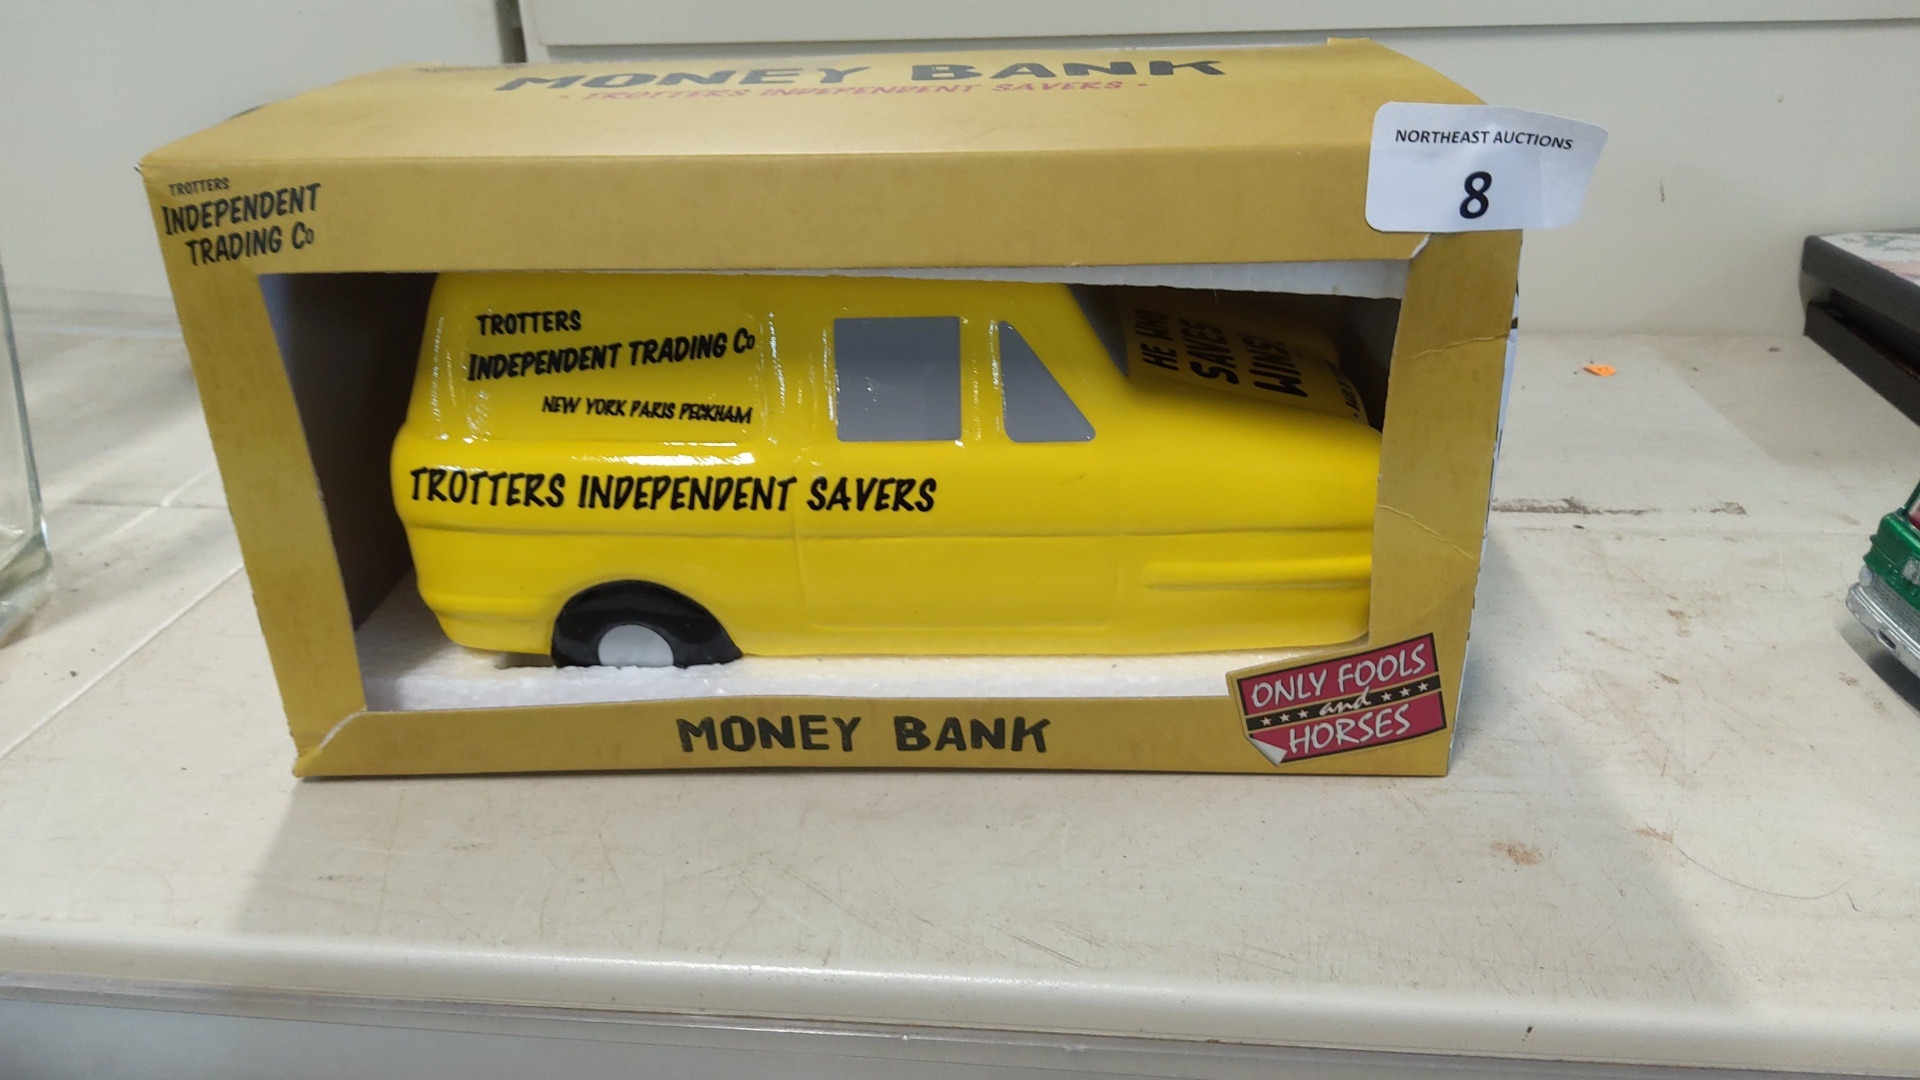 MONEY BANK
- TROTTERS INDEPENDENT SAVERS -
NORTHEAST AUCTIONS
8
TROTTERS
INDEPENDENT
TRADING Co
TROTTERS
INDEPENDENT TRADING Co
NEW YORK PARIS PECKHAM
TROTTERS INDEPENDENT SAVERS
HE WHO
SAVES
WINS!
MONEY BANK
ONLY FOOLS
and
HORSES